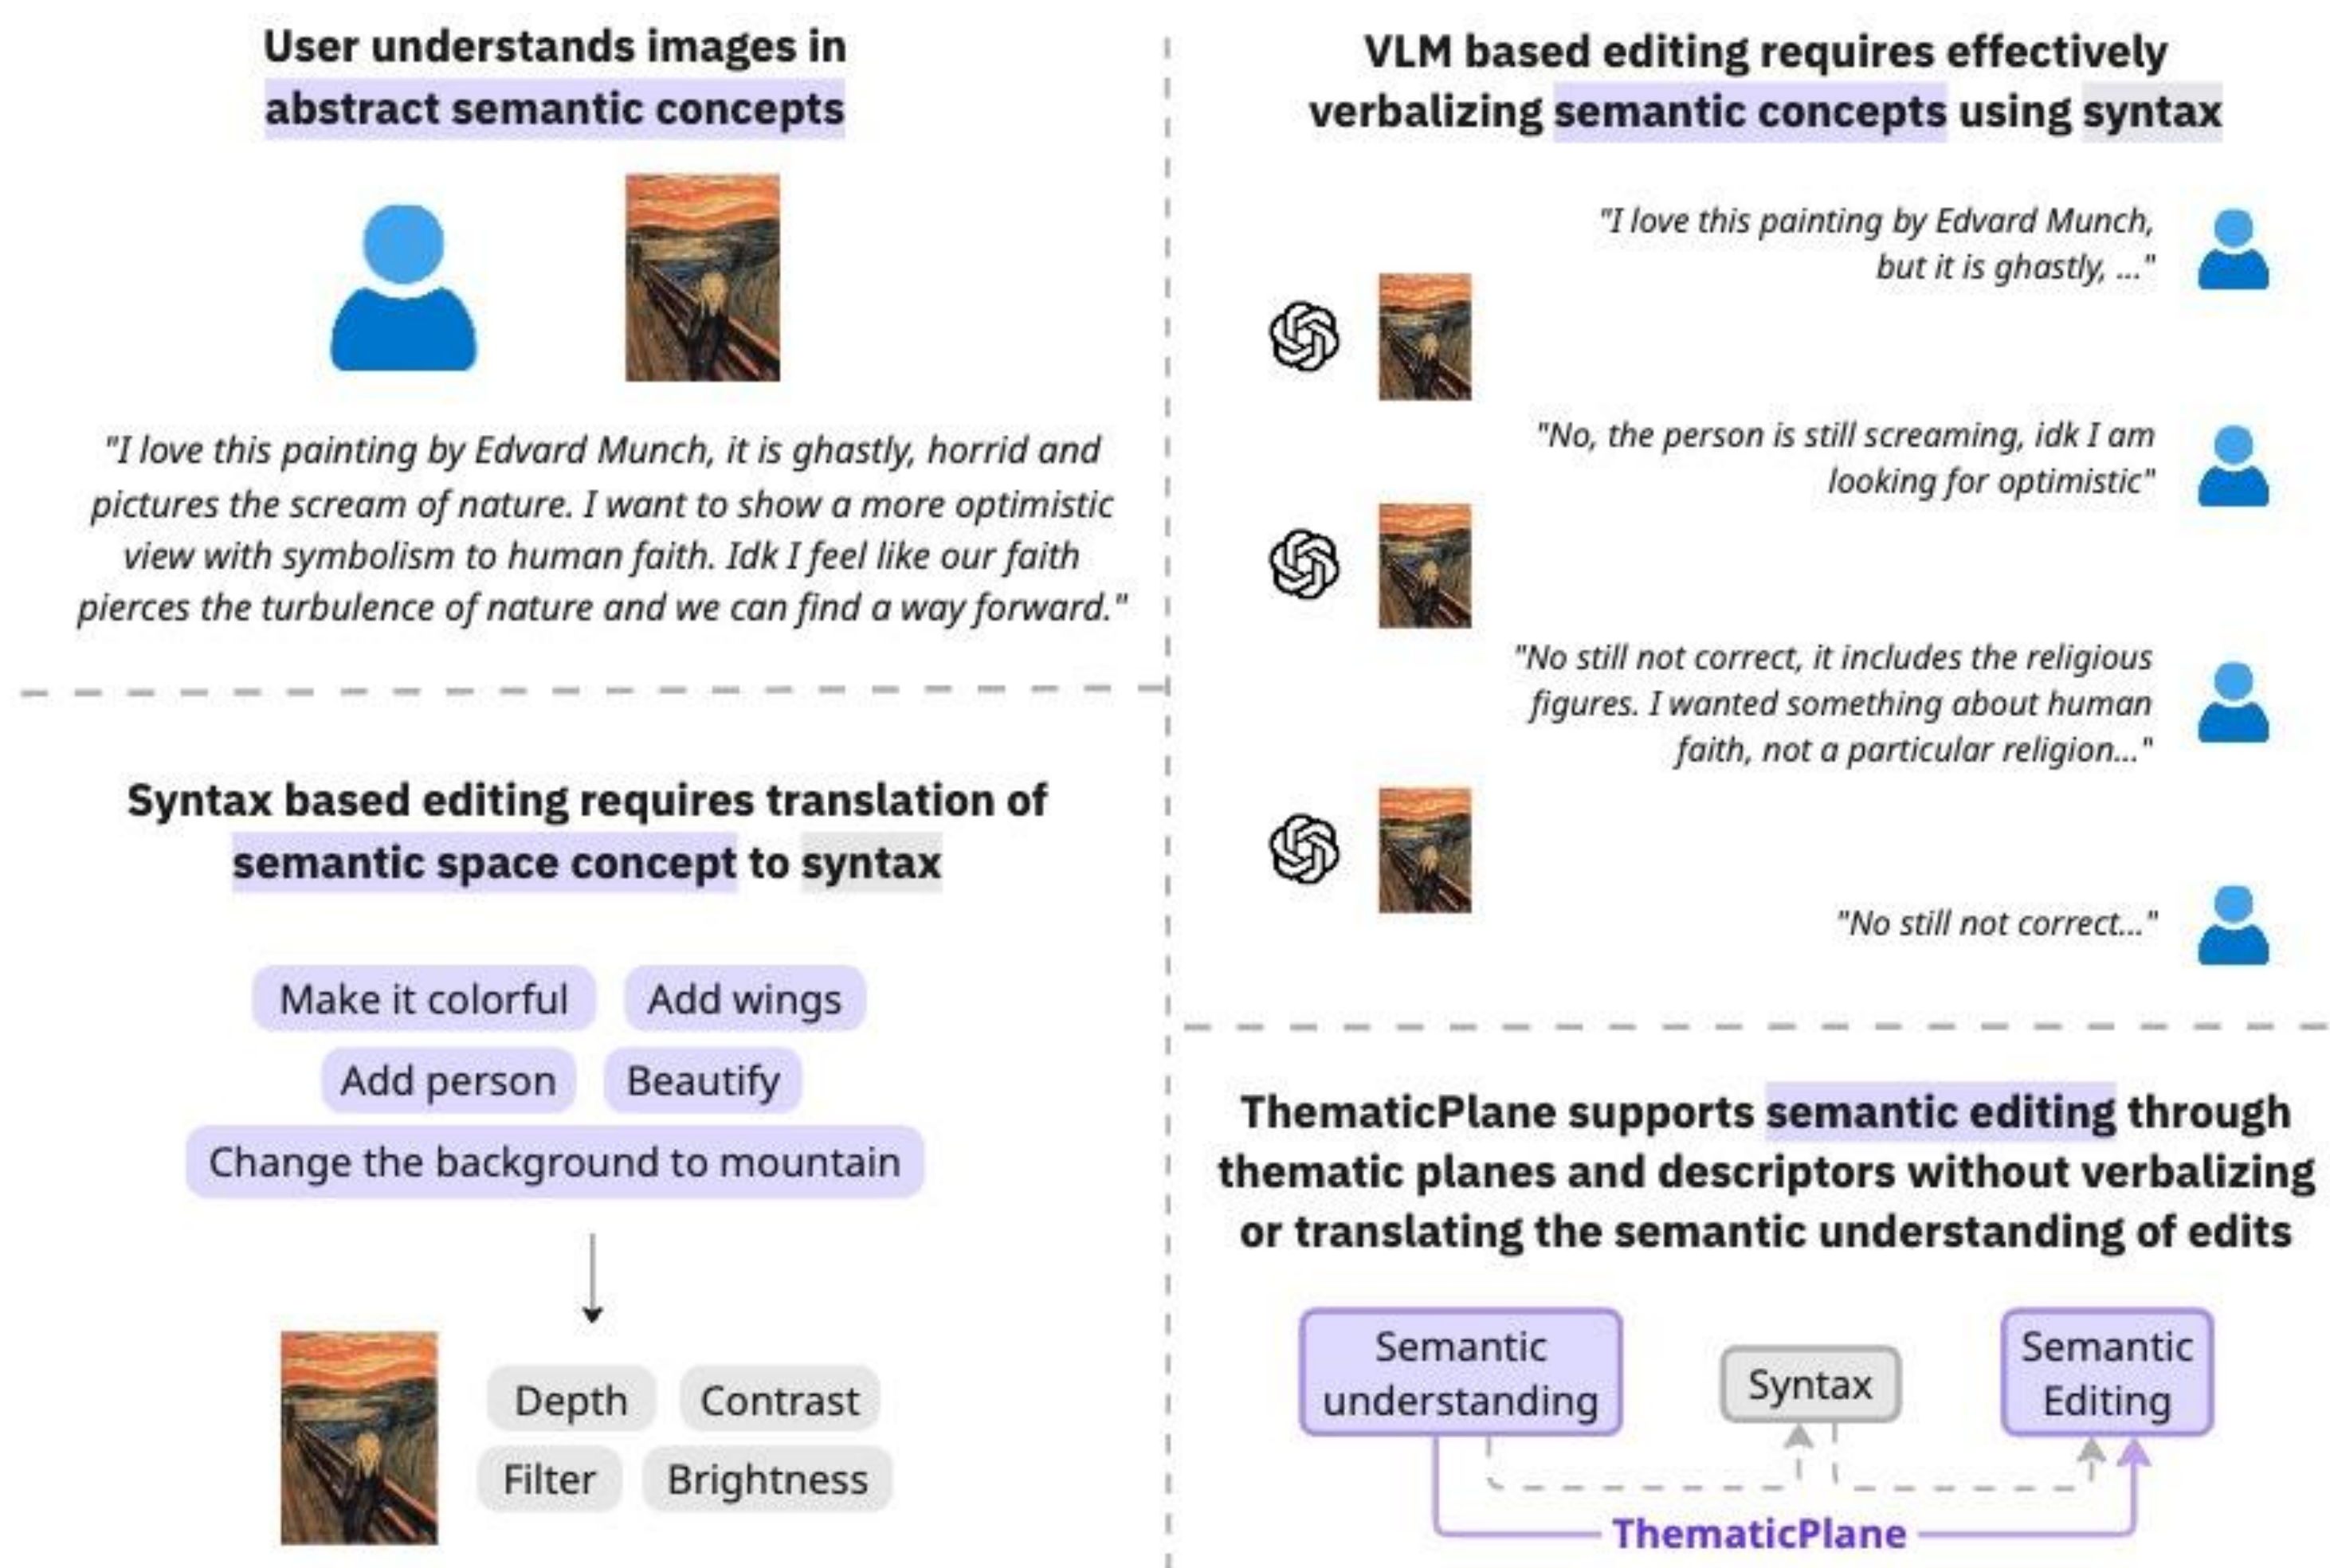 User understands images in
abstract semantic concepts
"I love this painting by Edvard Munch, it is ghastly, horrid and
pictures the scream of nature. I want to show a more optimistic
view with symbolism to human faith. Idk I feel like our faith
pierces the turbulence of nature and we can find a way forward."
Syntax based editing requires translation of
semantic space concept to syntax
Make it colorful
Add wings
Add person
Beautify
Change the background to mountain
Depth
Contrast
Filter
Brightness
VLM based editing requires effectively
verbalizing semantic concepts using syntax
"I love this painting by Edvard Munch,
but it is ghastly, ..."
"No, the person is still screaming, idk I am
looking for optimistic"
"No still not correct, it includes the religious
figures. I wanted something about human
faith, not a particular religion..."
"No still not correct..."
ThematicPlane supports semantic editing through
thematic planes and descriptors without verbalizing
or translating the semantic understanding of edits
Semantic
understanding
Syntax
Semantic
Editing
ThematicPlane